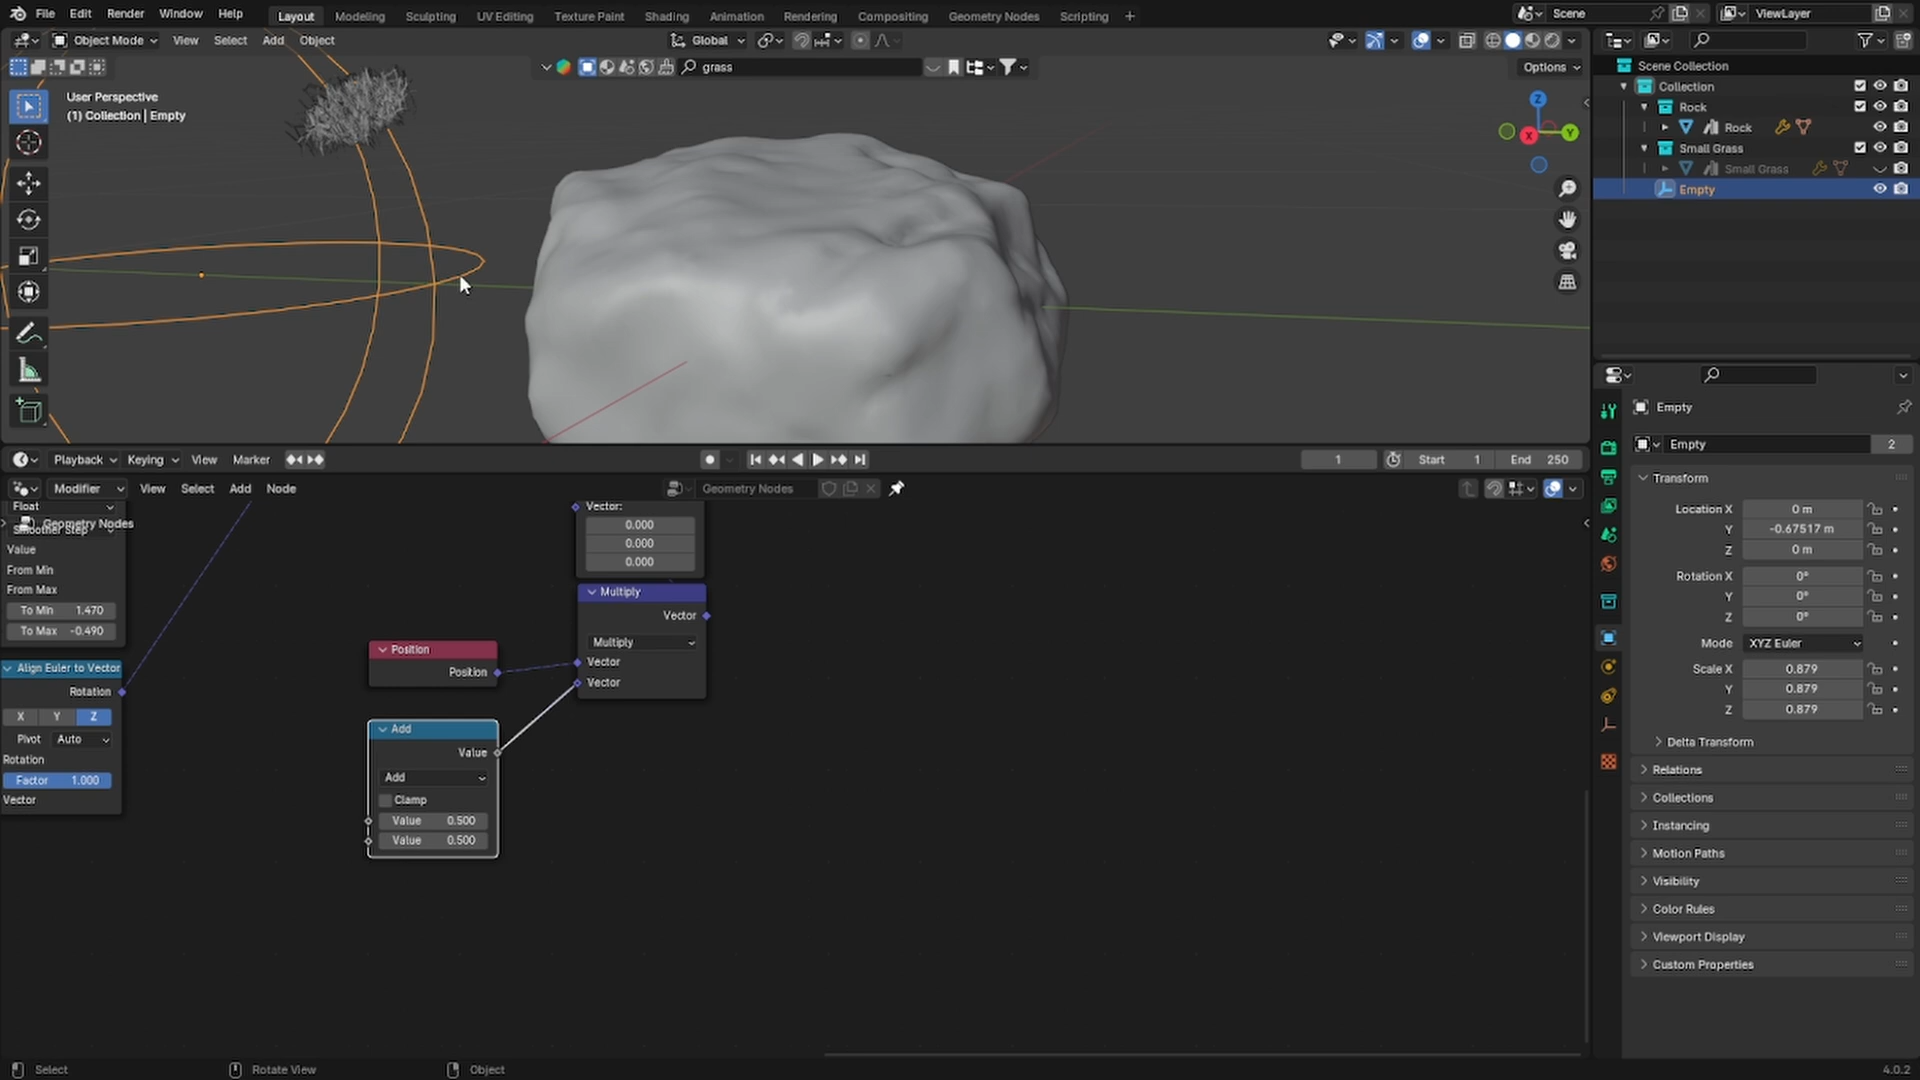 File Edit Render Window Help Layout Modeling Sculpting UV Editing Texture Paint Shading Animation Rendering Compositing Geometry Nodes Scripting + Scene ViewLayer
Object Mode View Select Add Object Global
grass Options
User Perspective
(1) Collection | Empty
Z
X
Y
Scene Collection
Collection
Rock
Rock
Small Grass
Small Grass
Empty
Playback Keying View Marker 1 Start 1 End 250
Modifier View Select Add Node Geometry Nodes
Float
Geometry Nodes
Smoother Step
Value
From Min
From Max
To Min 1.470
To Max -0.490
Align Euler to Vector
Rotation
X Y Z
Pivot Auto
Rotation
Factor 1.000
Vector
Vector:
0.000
0.000
0.000
Multiply
Vector
Multiply
Vector
Vector
Position
Position
Add
Value
Add
Clamp
Value 0.500
Value 0.500
Empty
Empty 2
Transform
Location X 0 m
Y -0.67517 m
Z 0 m
Rotation X 0°
Y 0°
Z 0°
Mode XYZ Euler
Scale X 0.879
Y 0.879
Z 0.879
Delta Transform
Relations
Collections
Instancing
Motion Paths
Visibility
Color Rules
Viewport Display
Custom Properties
Select Rotate View Object 4.0.2